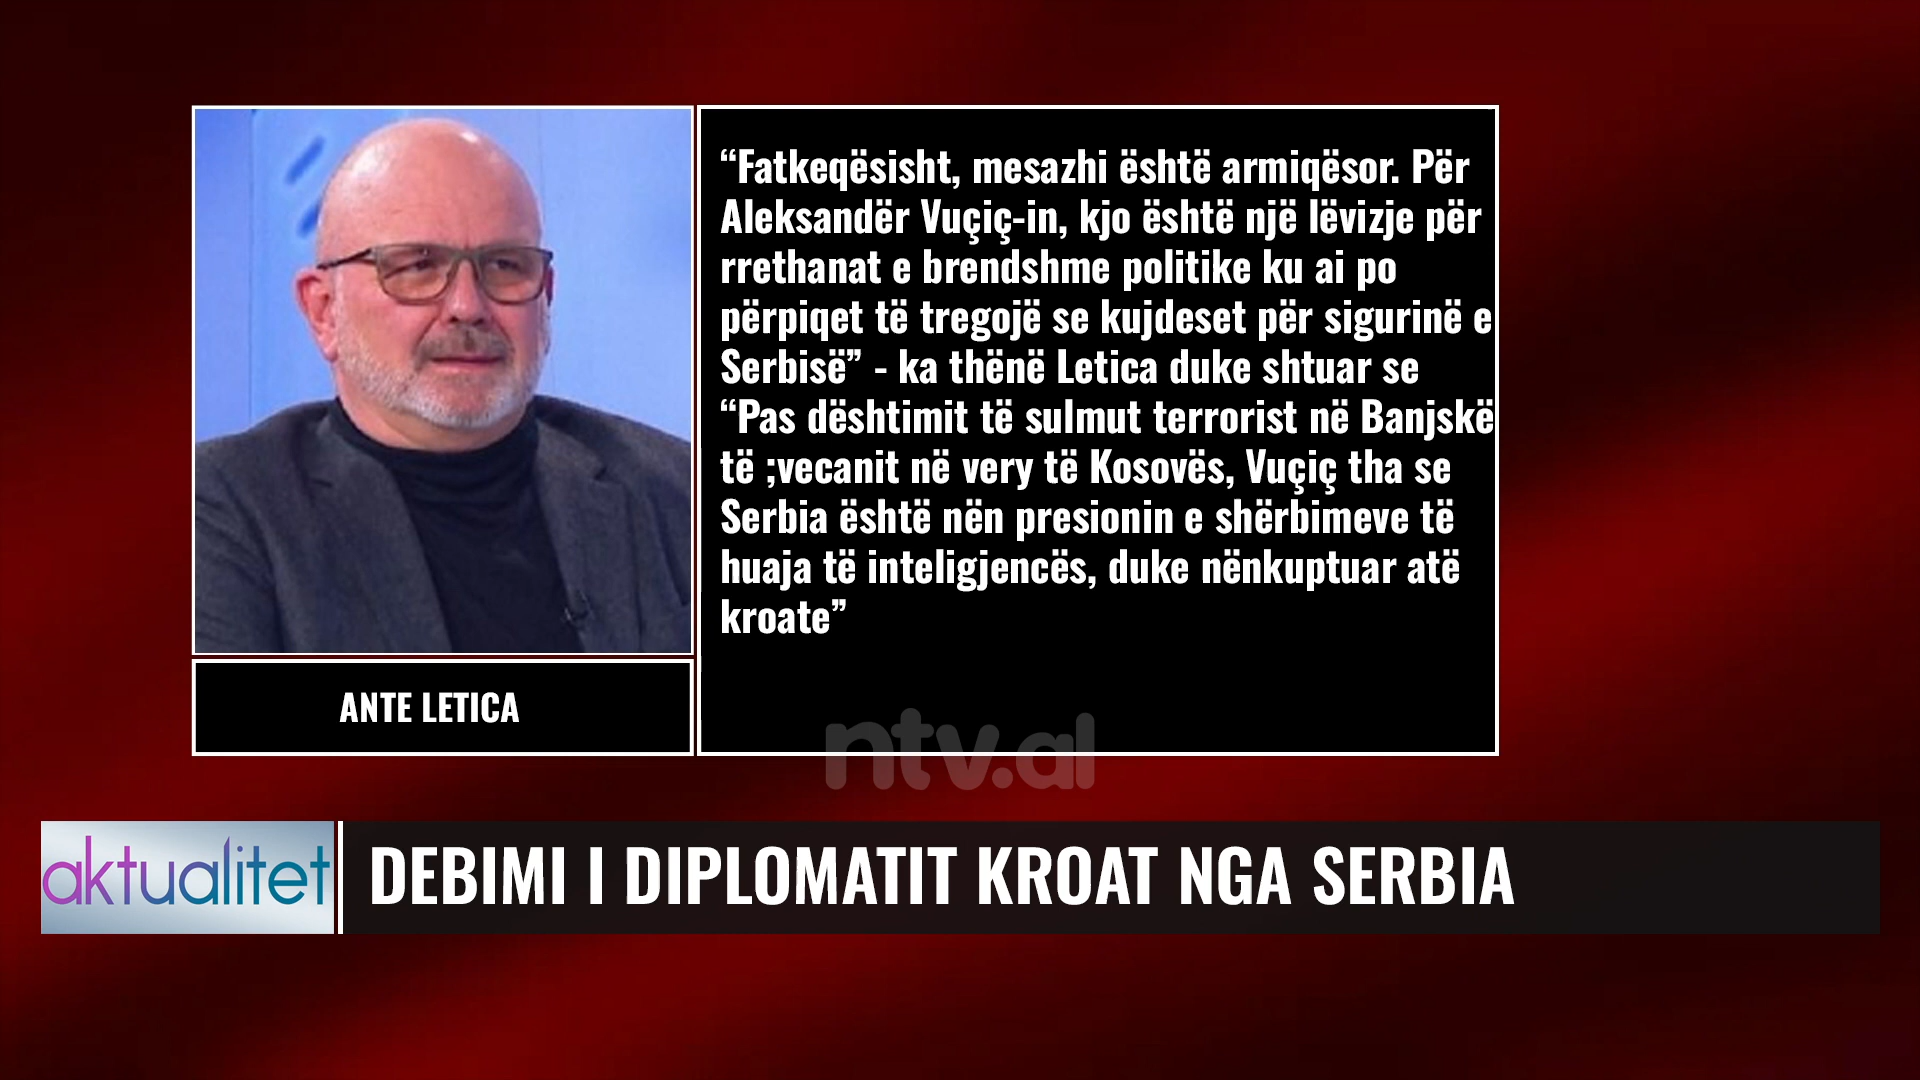 “Fatkeqësisht, mesazhi është armiqësor. Për
Aleksandër Vuçiç-in, kjo është një lëvizje për
rrethanat e brendshme politike ku ai po
përpiqet të tregojë se kujdeset për sigurinë e
Serbisë” - ka thënë Letica duke shtuar se
“Pas dështimit të sulmut terrorist në Banjskë
të ;vecanit në very të Kosovës, Vuçiç tha se
Serbia është nën presionin e shërbimeve të
huaja të inteligjencës, duke nënkuptuar atë
kroate”
ANTE LETICA
ntv.al
aktualitet
DEBIMI I DIPLOMATIT KROAT NGA SERBIA